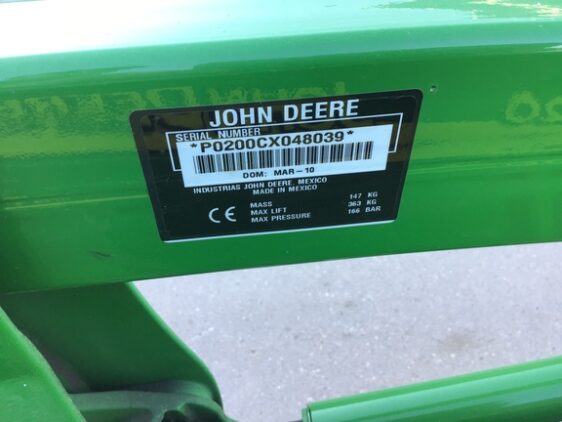 JOHN DEERE
SERIAL NUMBER
*P0200CX048039*
DOM: MAR-10
INDUSTRIAS JOHN DEERE, MEXICO
MADE IN MEXICO
CE
MASS 147 KG
MAX LIFT 363 KG
MAX PRESSURE 166 BAR